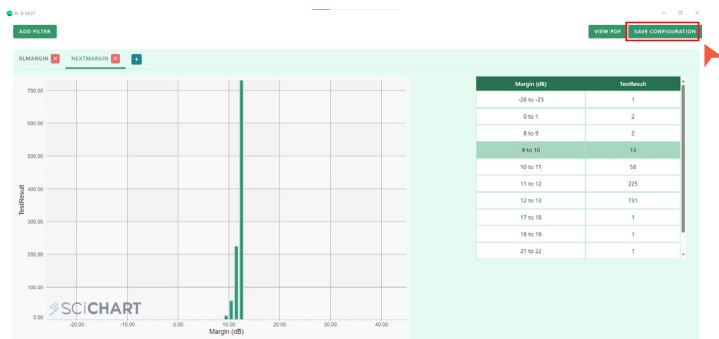 RL & NEXT
ADD FILTER
VIEW PDF
SAVE CONFIGURATION
RLMARGIN
NEXTMARGIN
+
Margin (dB) TestResult
-26 to -25 1
0 to 1 2
8 to 9 2
9 to 10 13
10 to 11 58
11 to 12 225
12 to 13 731
17 to 18 1
18 to 19 1
21 to 22 1
TestResult
700.00
600.00
500.00
400.00
300.00
200.00
100.00
0.00
SCiCHART
-20.00 -10.00 0.00 10.00 20.00 30.00 40.00
Margin (dB)